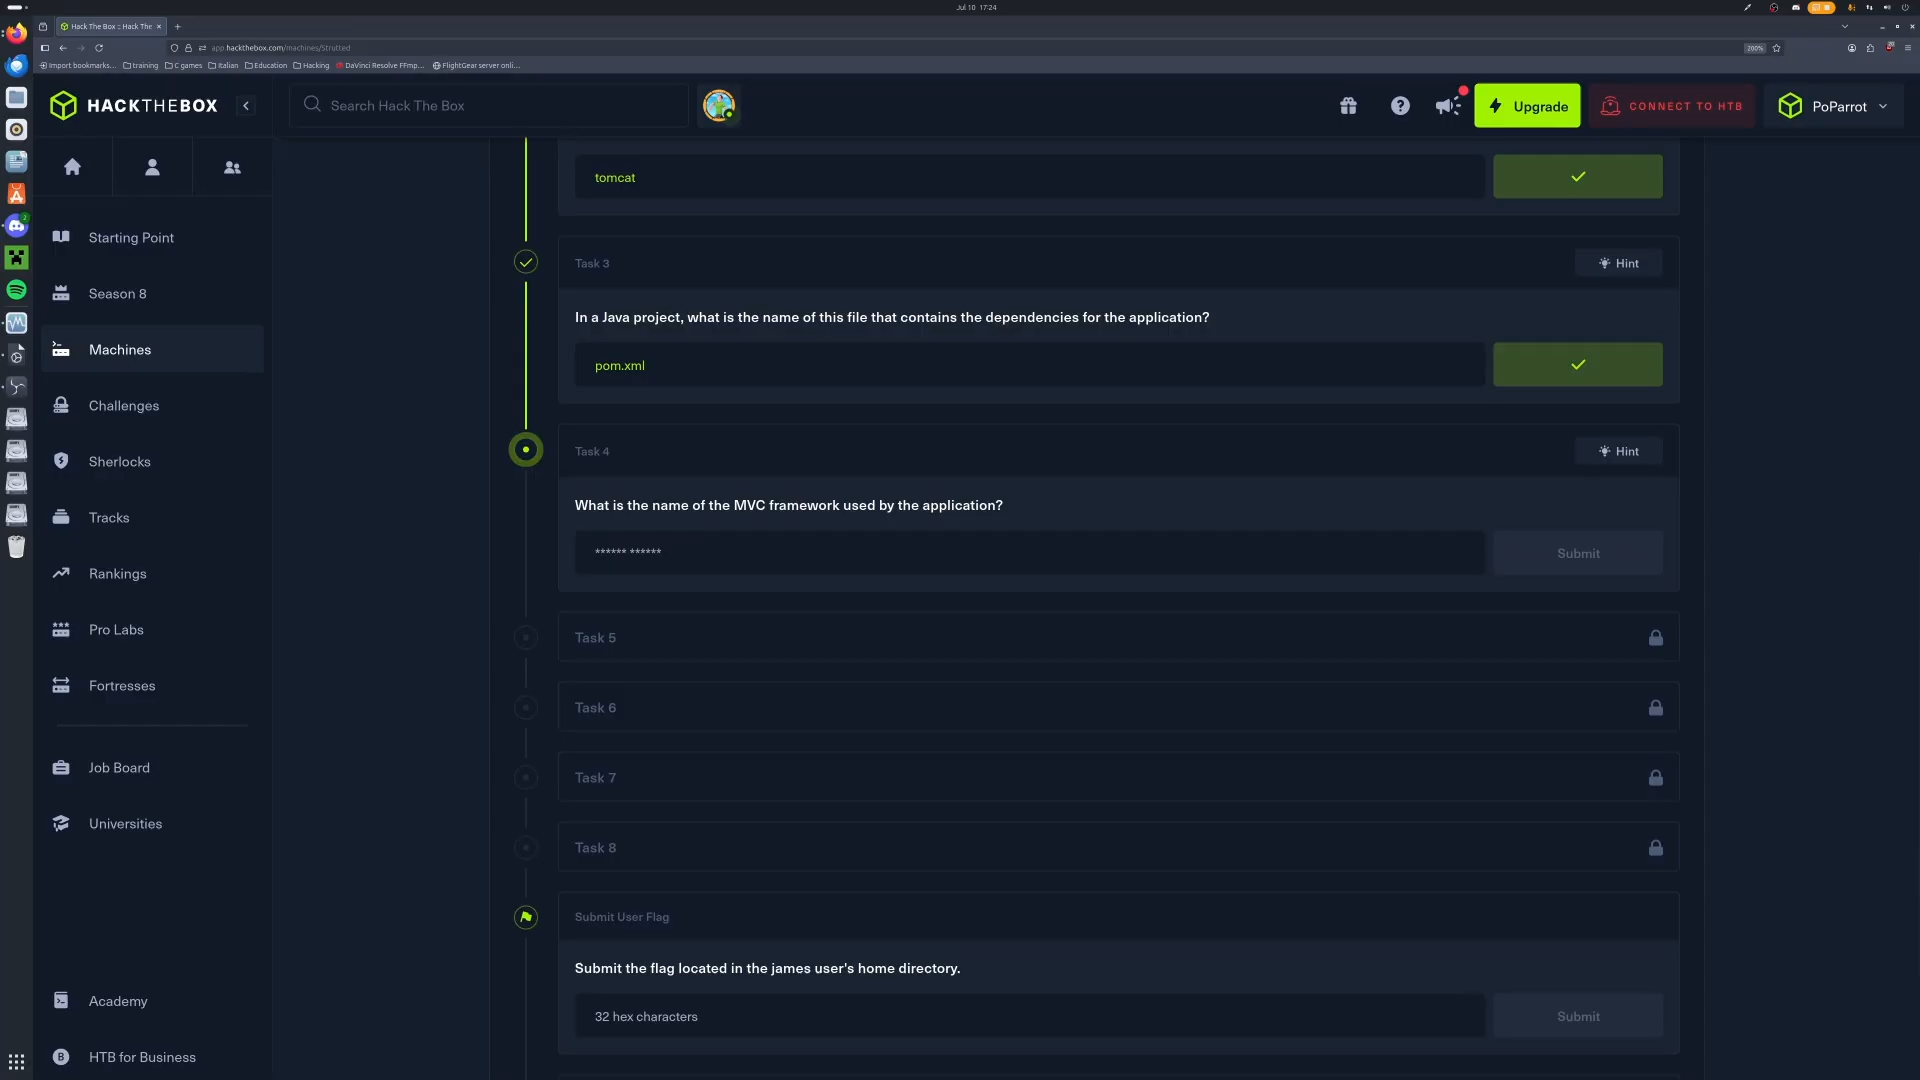 Jul 10 17:24
Hack The Box :: Hack The
app.hackthebox.com/machines/Strutted
200%
Import bookmarks...
training
C games
Italian
Education
Hacking
DaVinci Resolve FFmp...
FlightGear server onli...
HACKTHEBOX
Search Hack The Box
Upgrade
CONNECT TO HTB
PoParrot
Starting Point
Season 8
Machines
Challenges
Sherlocks
Tracks
Rankings
Pro Labs
Fortresses
Job Board
Universities
Academy
HTB for Business
tomcat
Task 3
Hint
In a Java project, what is the name of this file that contains the dependencies for the application?
pom.xml
Task 4
Hint
What is the name of the MVC framework used by the application?
****** ******
Submit
Task 5
Task 6
Task 7
Task 8
Submit User Flag
Submit the flag located in the james user's home directory.
32 hex characters
Submit